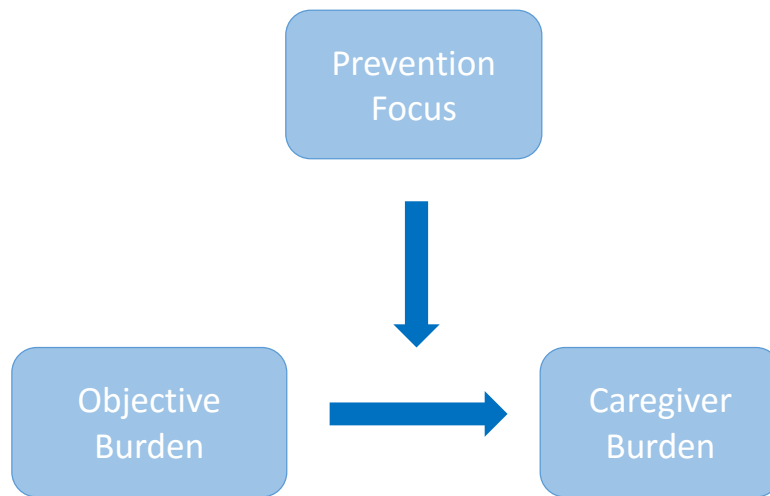 Prevention
Focus
Objective
Burden
Caregiver
Burden